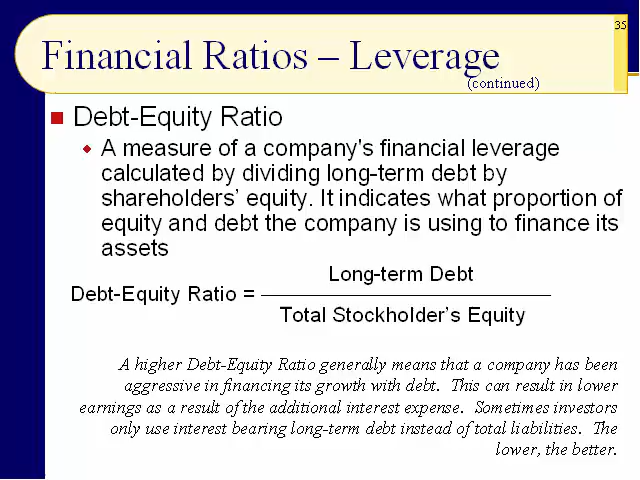 35
Financial Ratios – Leverage
(continued)
Debt-Equity Ratio
A measure of a company's financial leverage
calculated by dividing long-term debt by
shareholders' equity. It indicates what proportion of
equity and debt the company is using to finance its
assets
Long-term Debt
Debt-Equity Ratio =
Total Stockholder's Equity
A higher Debt-Equity Ratio generally means that a company has been
aggressive in financing its growth with debt. This can result in lower
earnings as a result of the additional interest expense. Sometimes investors
only use interest bearing long-term debt instead of total liabilities. The
lower, the better.